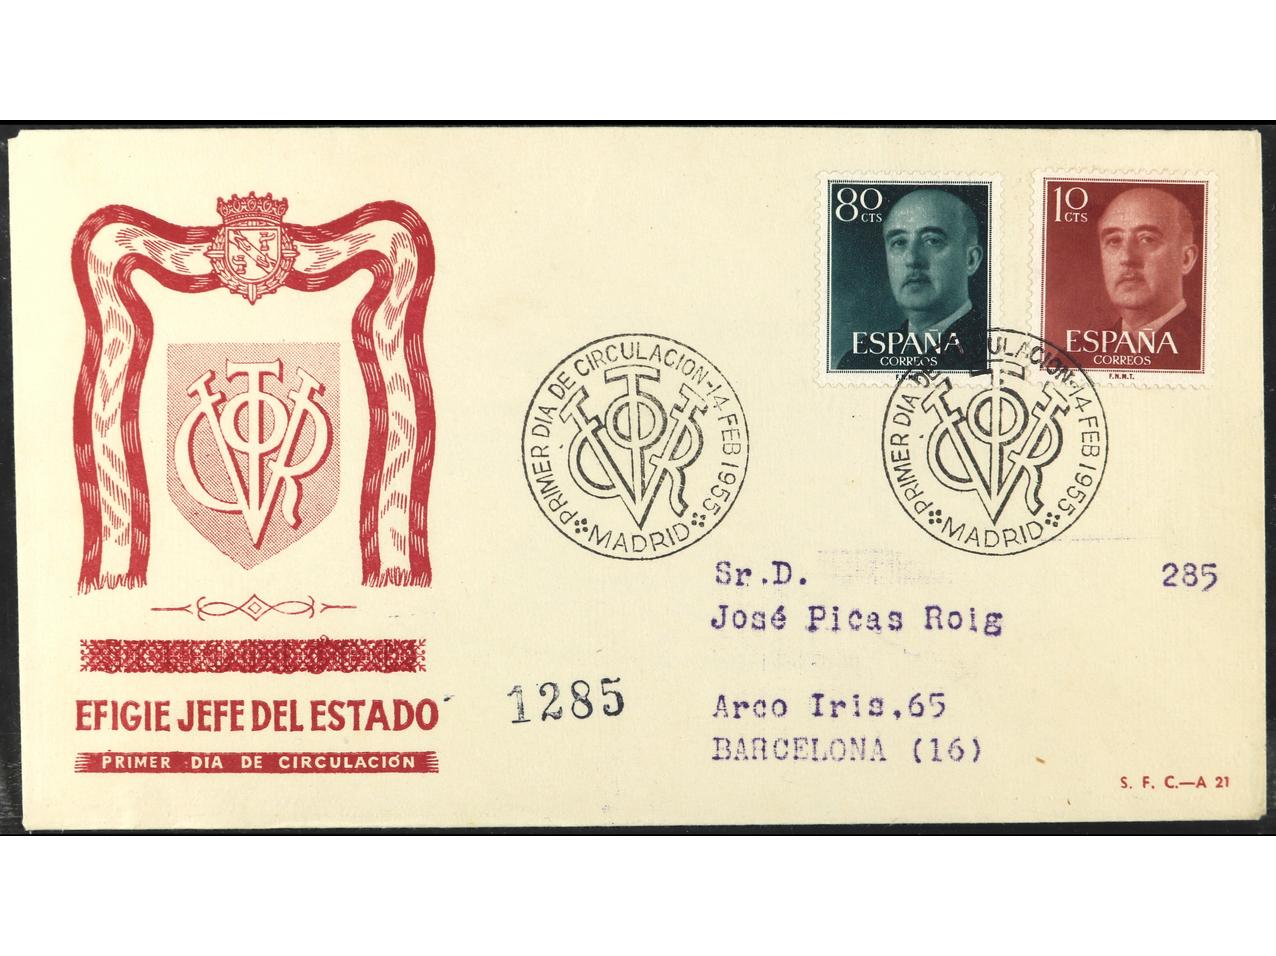 80 CTS
ESPAÑA
CORREOS
F.N.M.T.
10 CTS
ESPAÑA
CORREOS
F.N.M.T.
PRIMER DIA DE CIRCULACION-14 FEB 1955
MADRID
PRIMER DIA DE CIRCULACION-14 FEB 1955
MADRID
Sr.D.
285
José Picas Roig
1285
Arco Iris,65
BARCELONA (16)
EFIGIE JEFE DEL ESTADO
PRIMER DIA DE CIRCULACIÓN
S. F. C.—A 21